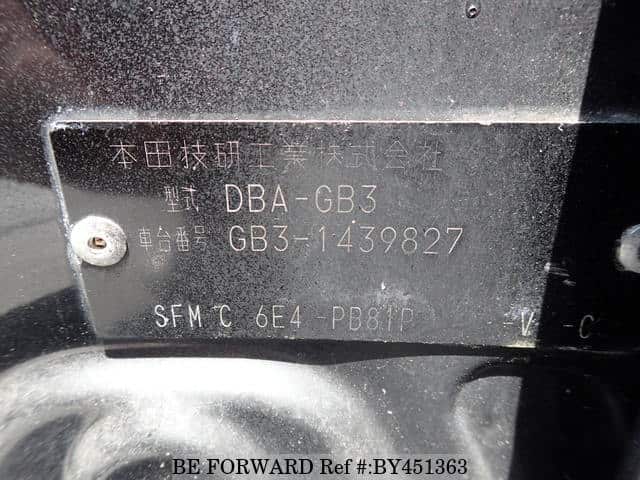 本田技研工業株式会社
型式 DBA-GB3
車台番号 GB3-1439827
SFM C 6E4 -PB81P -V -C
BE FORWARD Ref #:BY451363